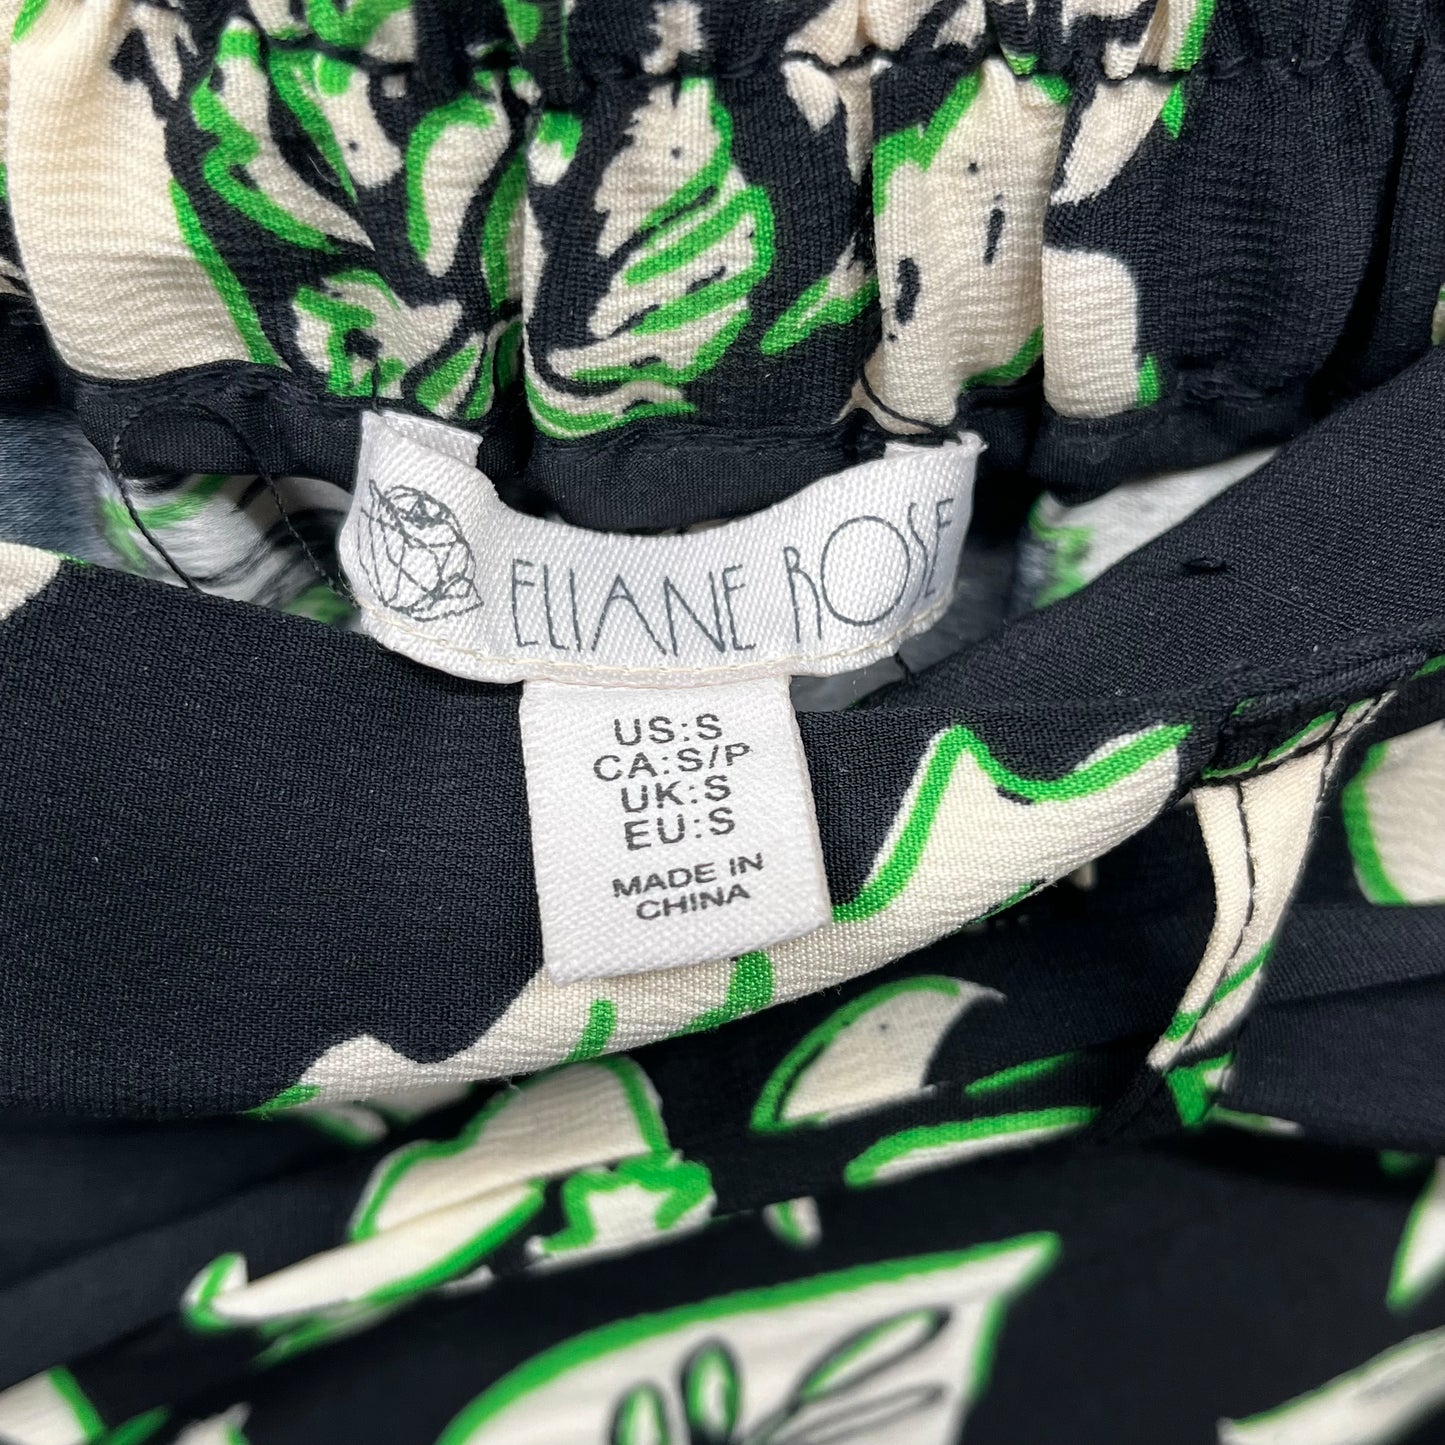 ELIANE ROSE
US:S
CA:S/P
UK:S
EU:S
MADE IN
CHINA